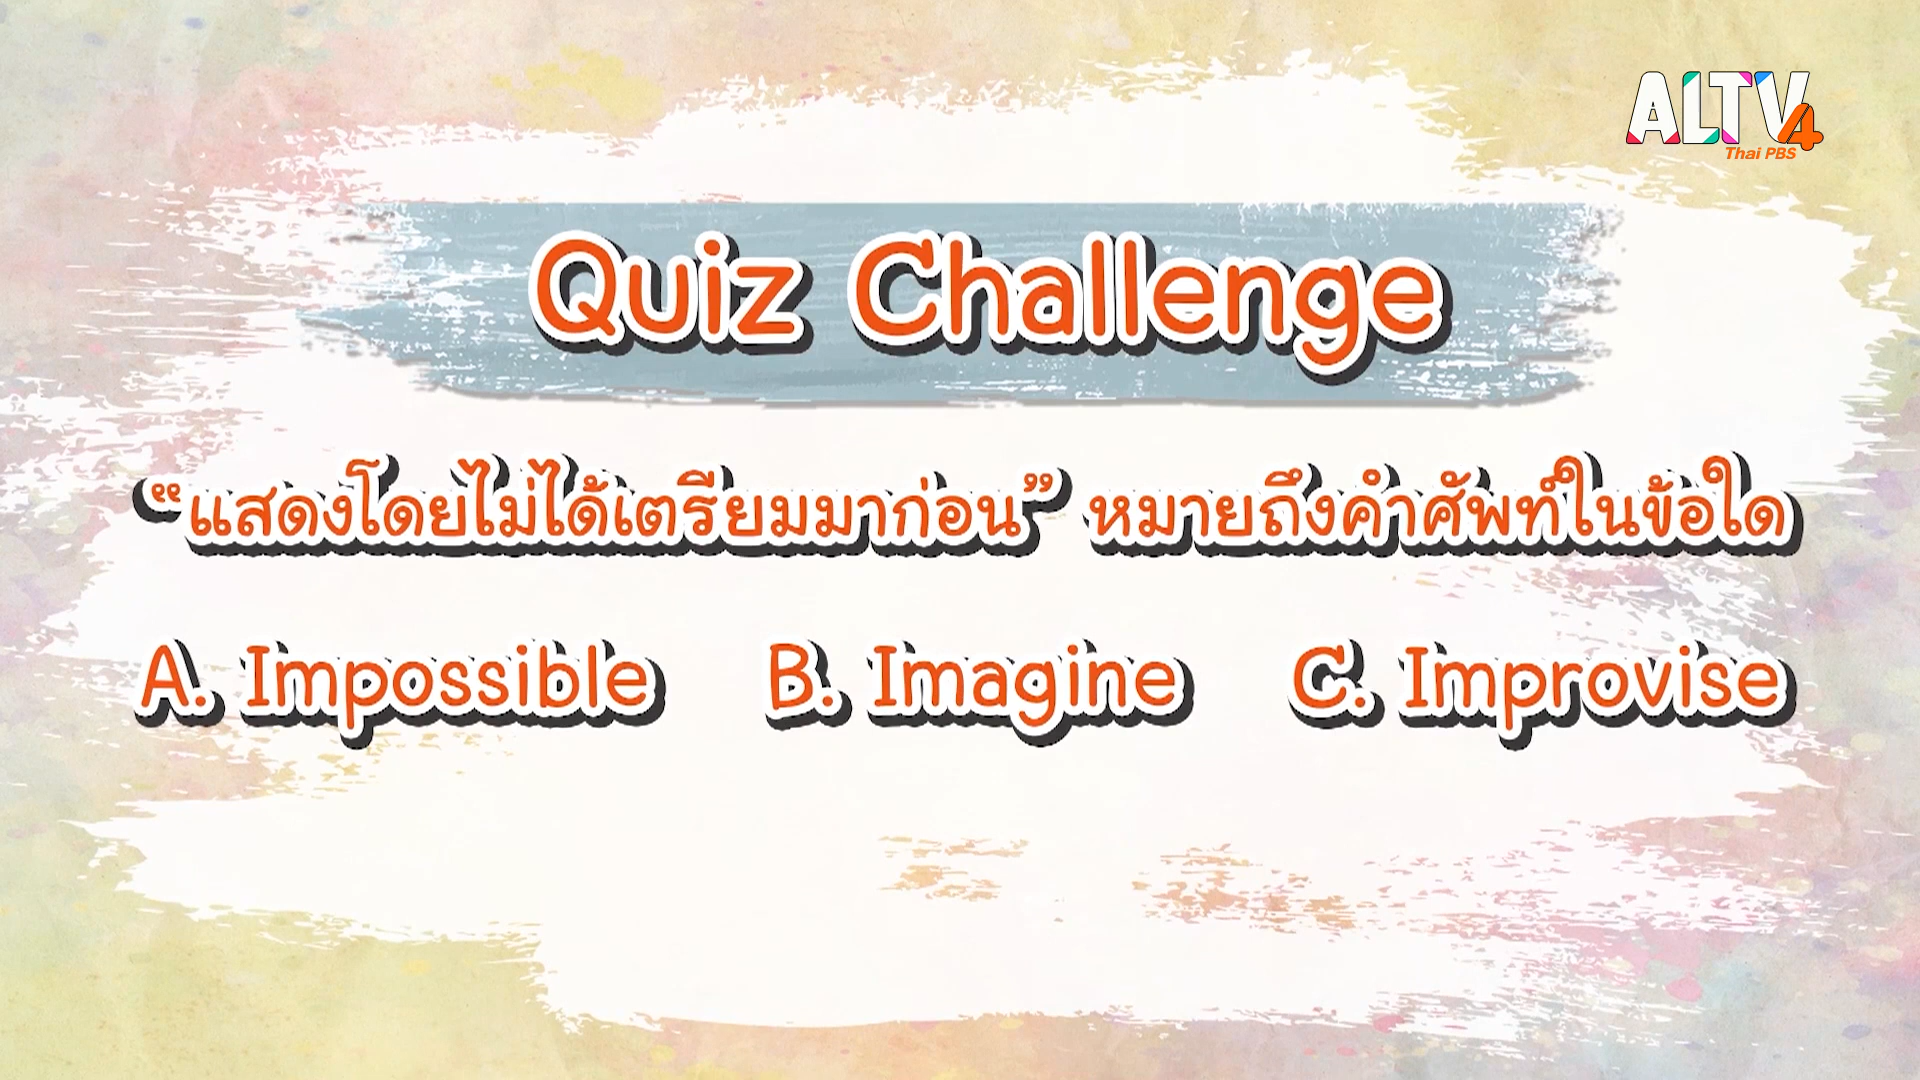 ALTV4
Thai PBS
Quiz Challenge
“แสดงโดยไม่ได้เตรียมมาก่อน” หมายถึงคำศัพท์ในข้อใด
A. Impossible B. Imagine C. Improvise